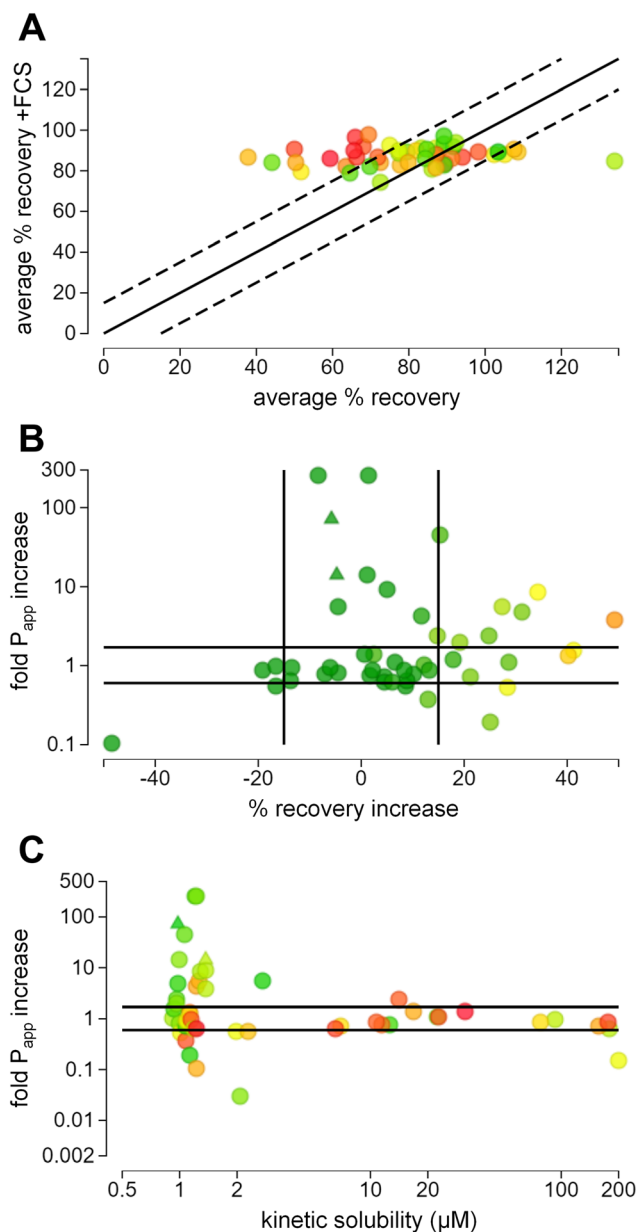 A
average % recovery +FCS
120
100
80
60
40
20
0
0 20 40 60 80 100 120
average % recovery
B
fold Papp increase
300
100
10
1
0.1
-40 -20 0 20 40
% recovery increase
C
fold Papp increase
500
100
10
1
0.1
0.01
0.002
0.5 1 2 10 20 100 200
kinetic solubility (µM)